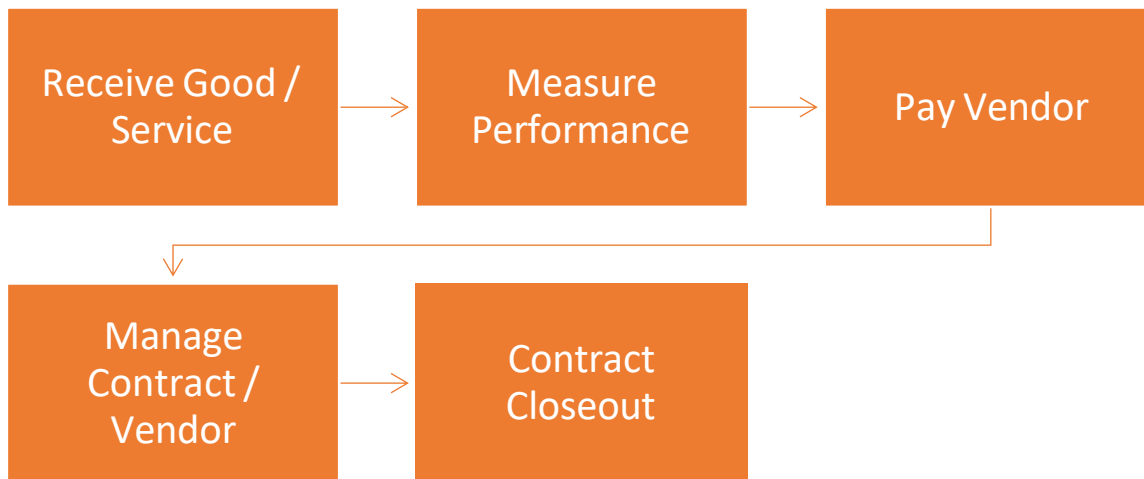 Receive Good /
Service
Measure
Performance
Pay Vendor
Manage
Contract /
Vendor
Contract
Closeout